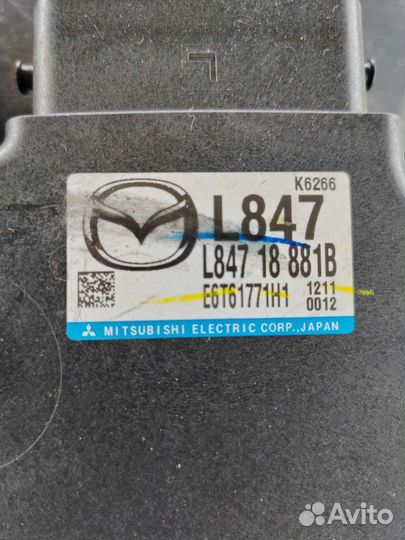 K6266
L847
L847 18 881B
E6T61771H1 1211
0012
MITSUBISHI ELECTRIC CORP., JAPAN
Avito